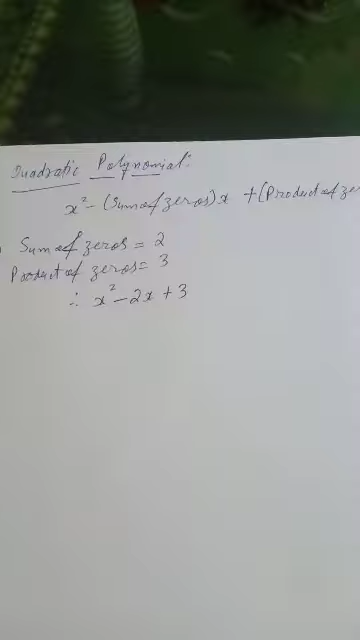 Quadratic Polynomial:
x² - (Sum of zeros)x + (Product of
Sum of zeros = 2
Product of zeros = 3
∴ x² - 2x + 3